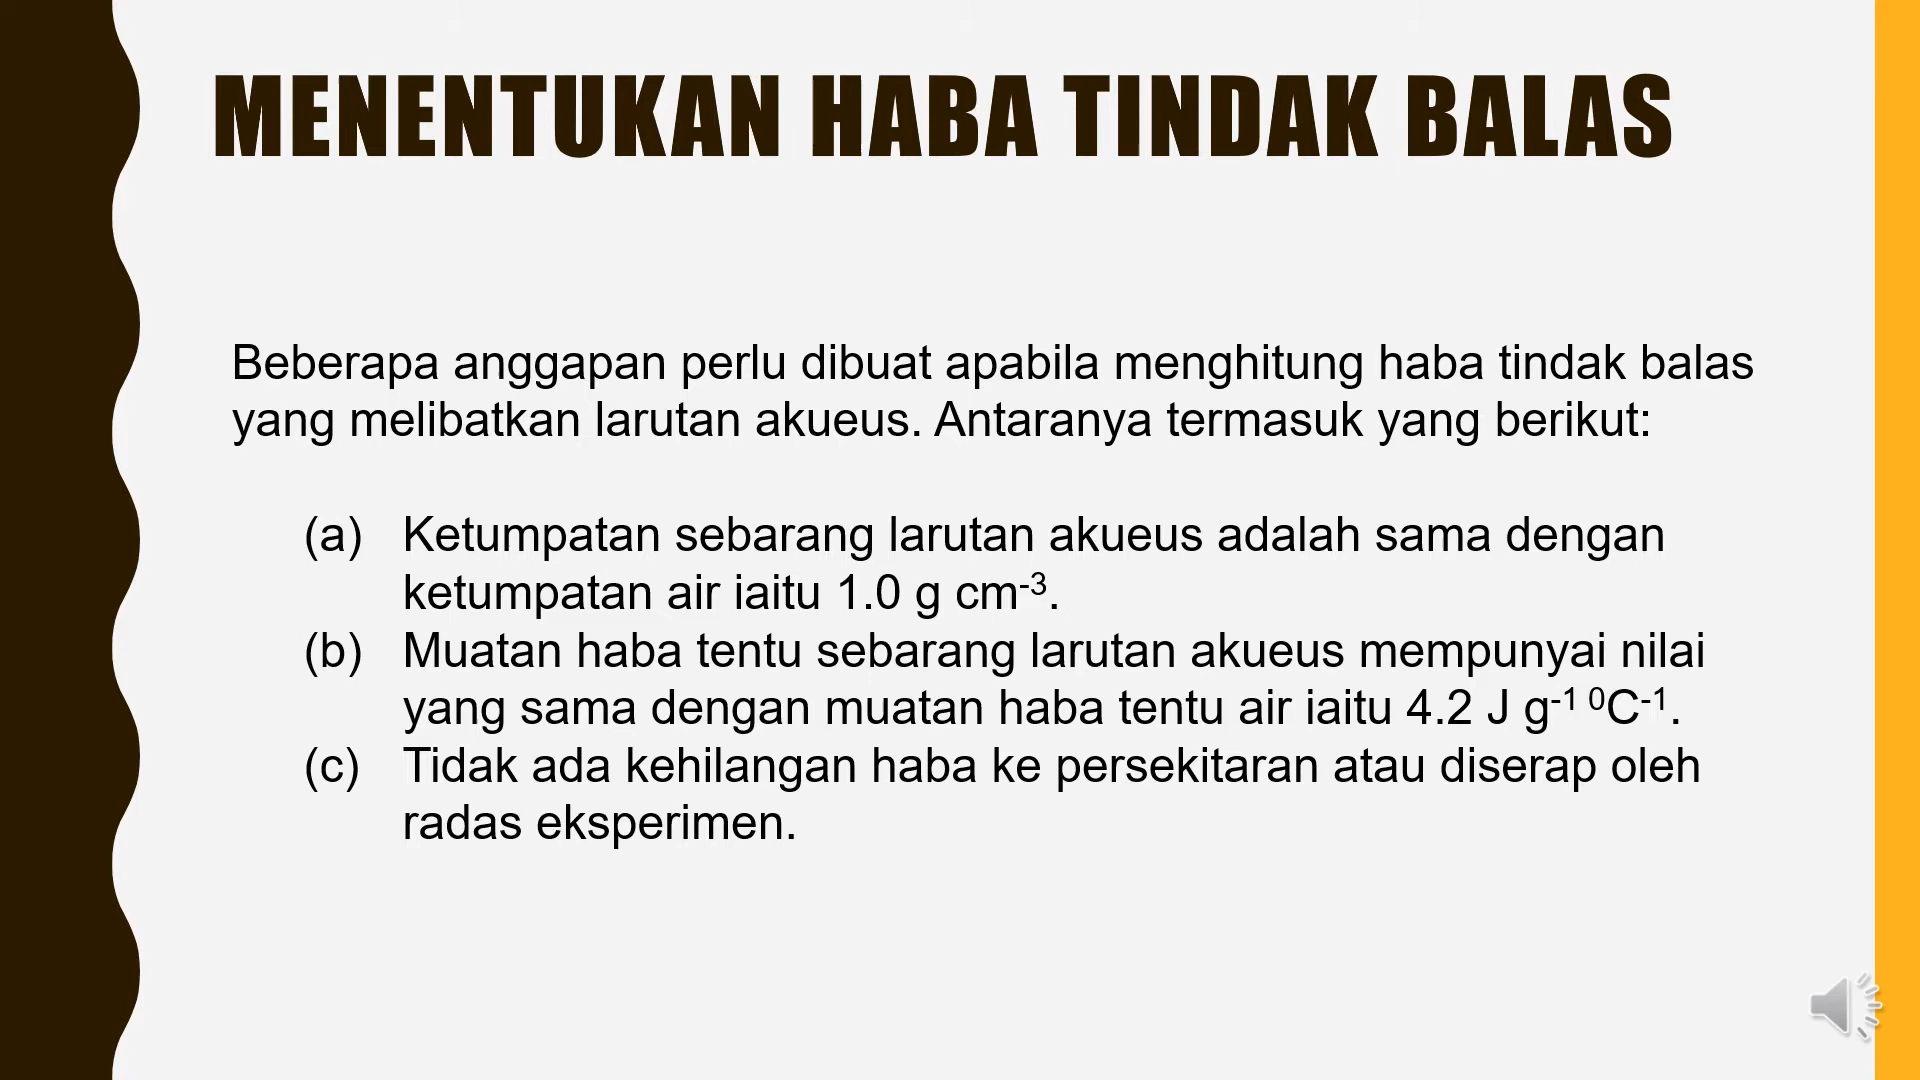 MENENTUKAN HABA TINDAK BALAS
Beberapa anggapan perlu dibuat apabila menghitung haba tindak balas
yang melibatkan larutan akueus. Antaranya termasuk yang berikut:
(a) Ketumpatan sebarang larutan akueus adalah sama dengan
ketumpatan air iaitu 1.0 g cm⁻³.
(b) Muatan haba tentu sebarang larutan akueus mempunyai nilai
yang sama dengan muatan haba tentu air iaitu 4.2 J g⁻¹ ⁰C⁻¹.
(c) Tidak ada kehilangan haba ke persekitaran atau diserap oleh
radas eksperimen.